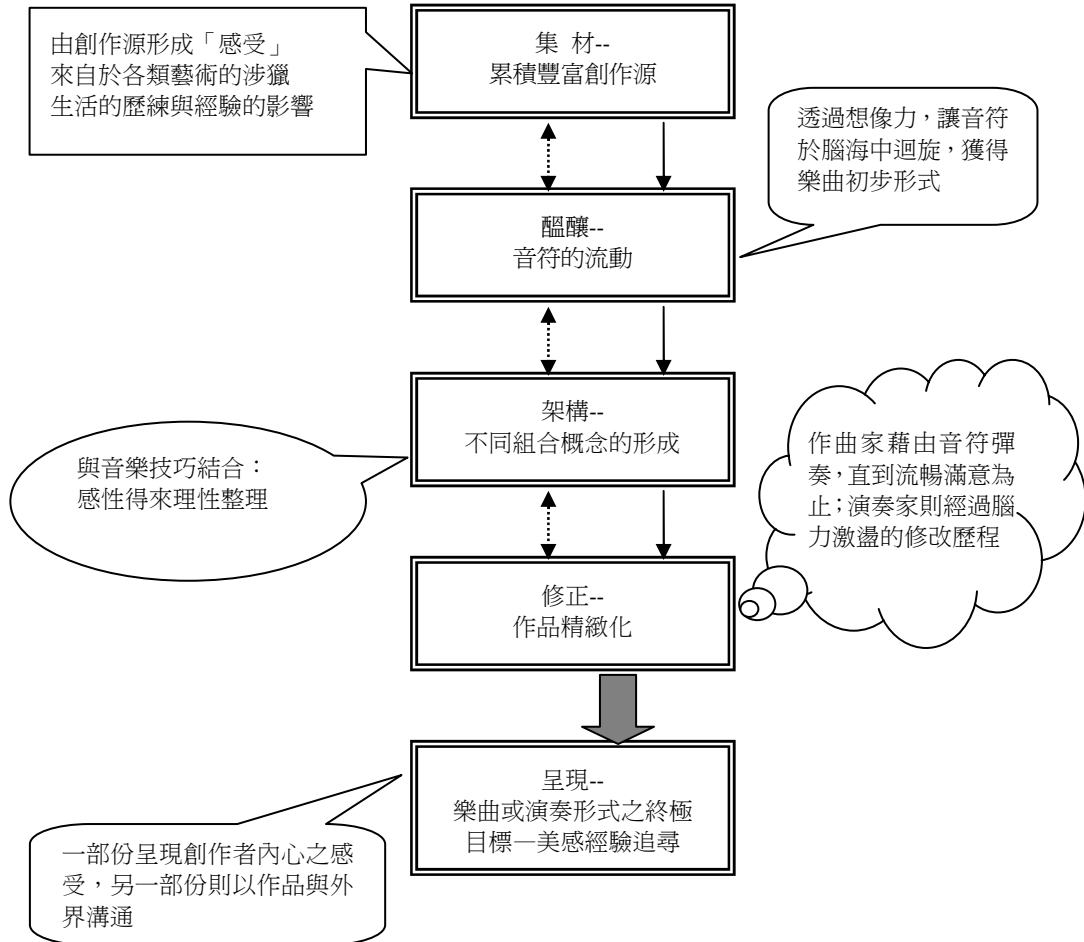 由創作源形成「感受」
來自於各類藝術的涉獵
生活的歷練與經驗的影響
集 材--
累積豐富創作源
透過想像力，讓音符
於腦海中迴旋，獲得
樂曲初步形式
醞釀--
音符的流動
架構--
不同組合概念的形成
與音樂技巧結合：
感性得來理性整理
作曲家藉由音符彈
奏，直到流暢滿意為
止；演奏家則經過腦
力激盪的修改歷程
修正--
作品精緻化
呈現--
樂曲或演奏形式之終極
目標—美感經驗追尋
一部份呈現創作者內心之感
受，另一部份則以作品與外
界溝通